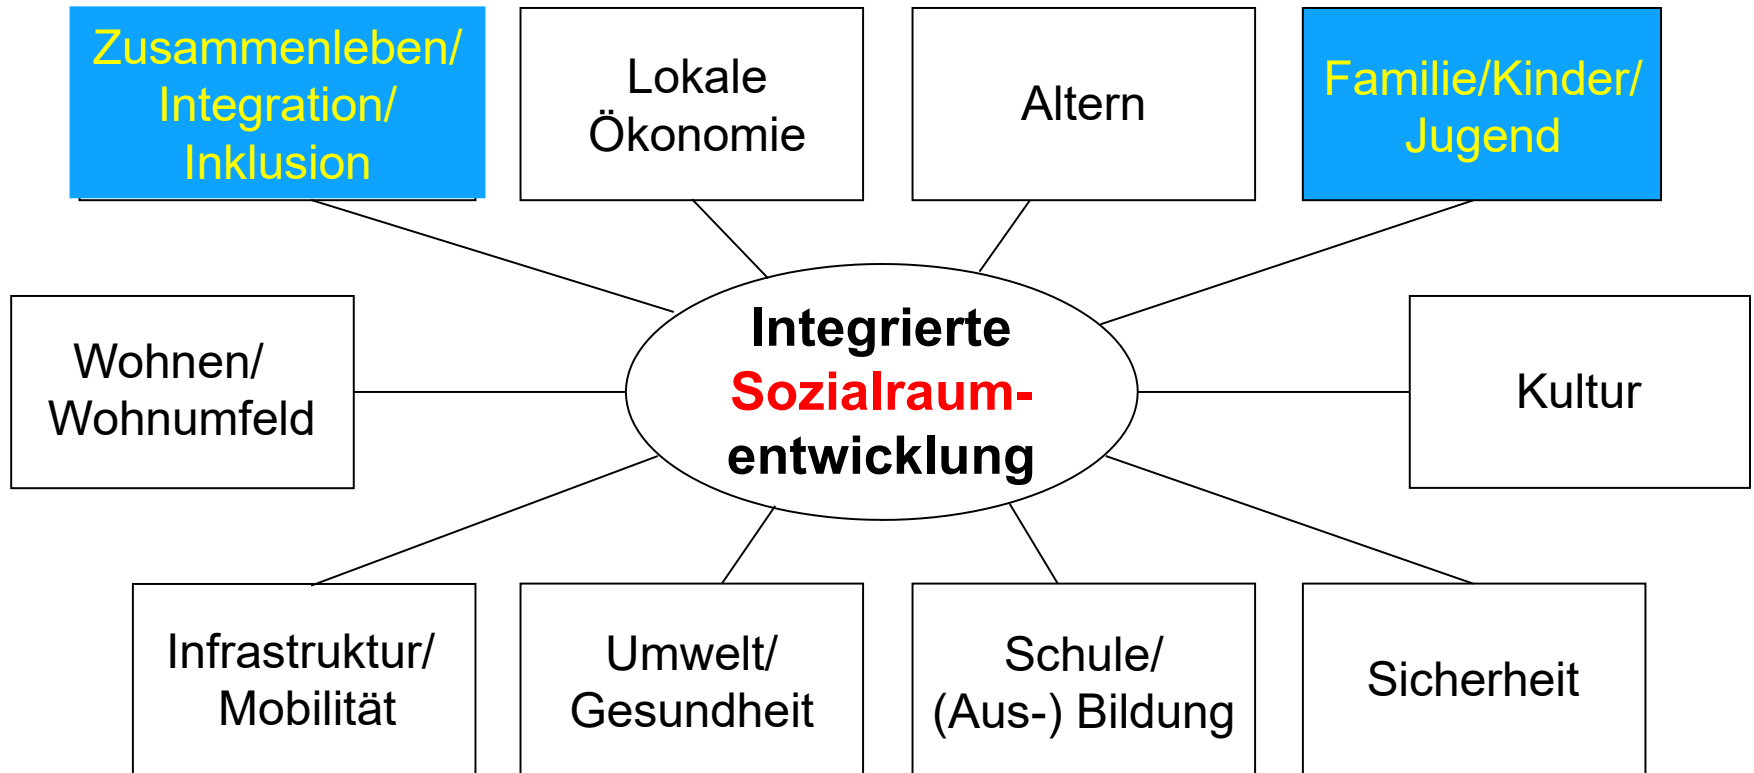 Zusammenleben/
Integration/
Inklusion
Lokale
Ökonomie
Altern
Familie/Kinder/
Jugend
Wohnen/
Wohnumfeld
Integrierte
Sozialraum-
entwicklung
Kultur
Infrastruktur/
Mobilität
Umwelt/
Gesundheit
Schule/
(Aus-) Bildung
Sicherheit